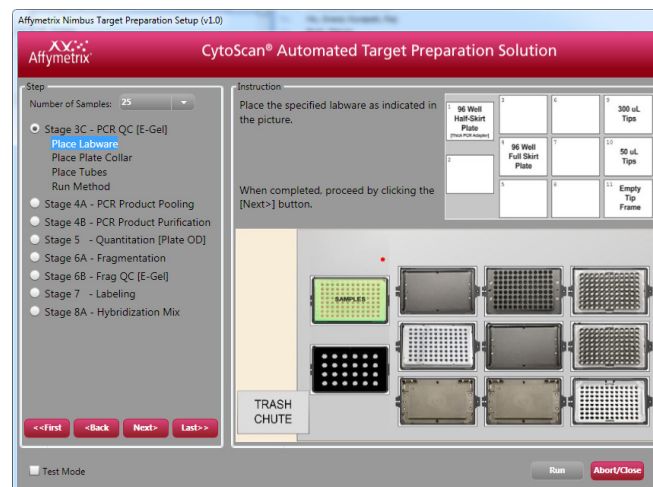 Affymetrix Nimbus Target Preparation Setup (v1.0)
Affymetrix
CytoScan® Automated Target Preparation Solution
Step
Number of Samples: 25
Stage 3C - PCR QC [E-Gel]
Place Labware
Place Plate Collar
Place Tubes
Run Method
Stage 4A - PCR Product Pooling
Stage 4B - PCR Product Purification
Stage 5 - Quantitation [Plate OD]
Stage 6A - Fragmentation
Stage 6B - Frag QC [E-Gel]
Stage 7 - Labeling
Stage 8A - Hybridization Mix
<<First
<Back
Next>
Last>>
Test Mode
Instruction
Place the specified labware as indicated in
the picture.
When completed, proceed by clicking the
[Next>] button.
1
96 Well
Half-Skirt
Plate
[Thick PCR Adapter]
2
3
4
96 Well
Full Skirt
Plate
5
6
7
8
9
300 uL
Tips
10
50 uL
Tips
11
Empty
Tip
Frame
SAMPLES
TRASH
CHUTE
Run
Abort/Close